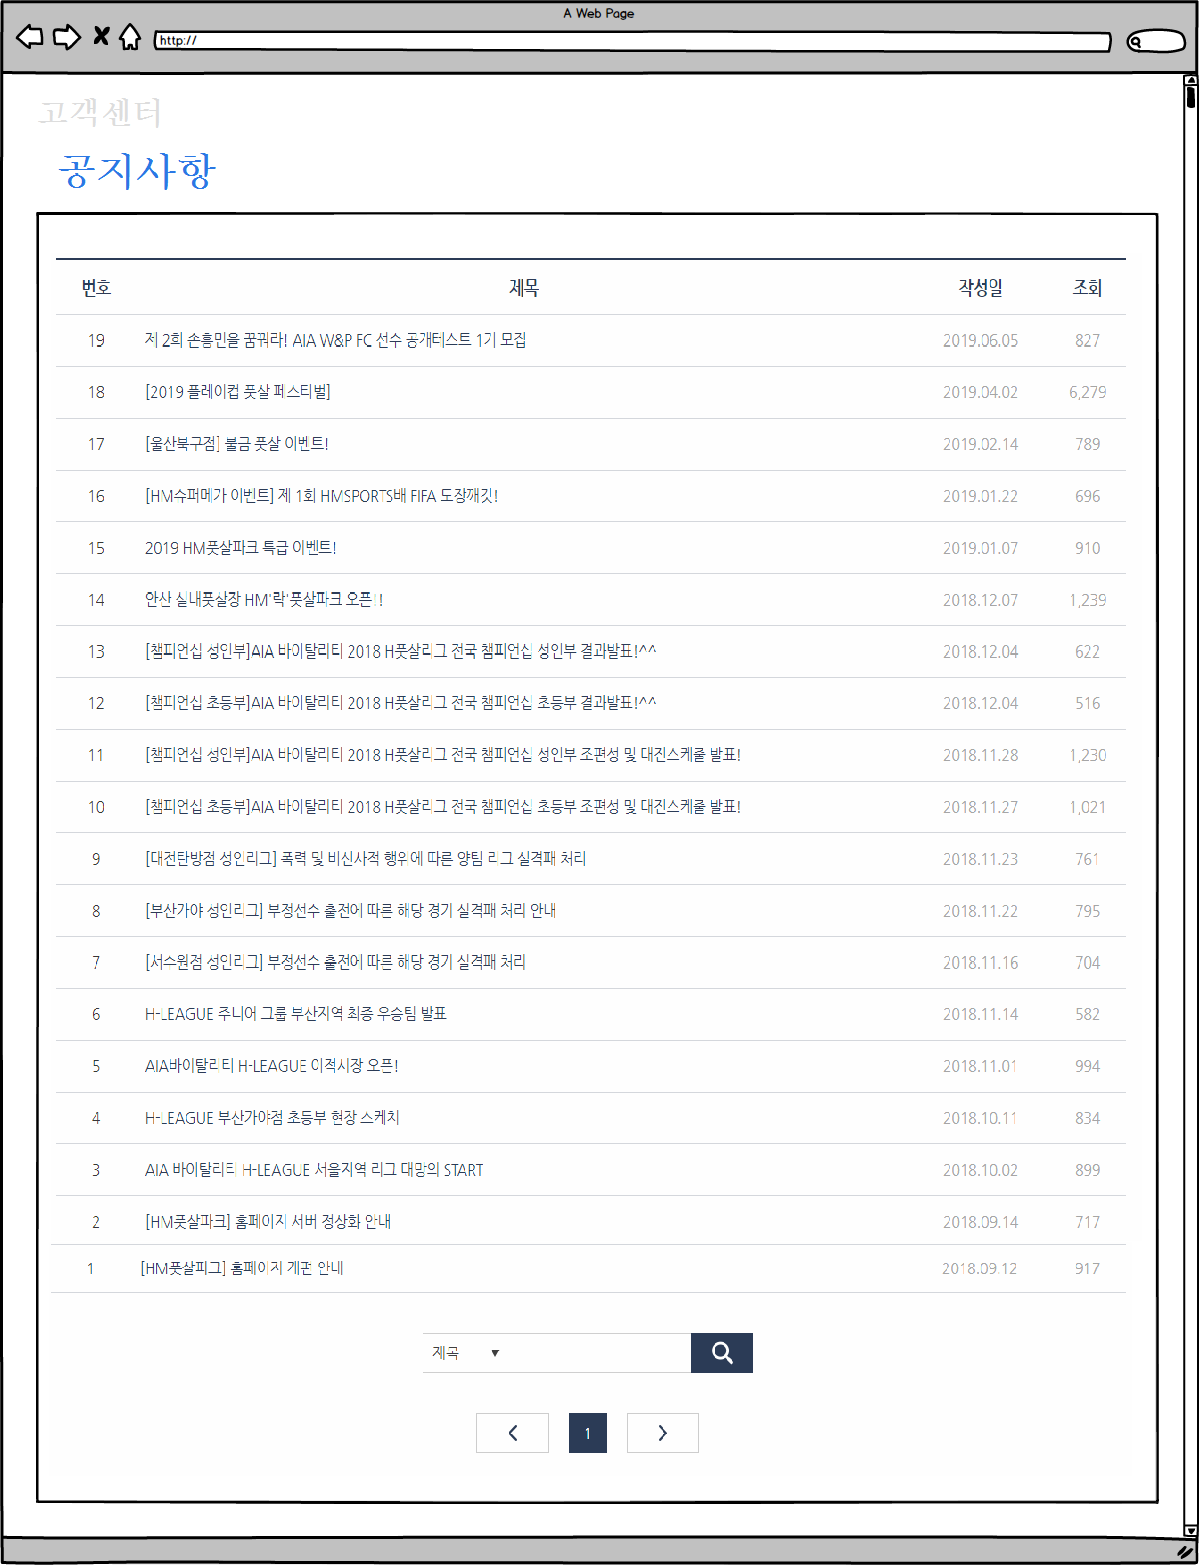 A Web Page
http://
고객센터
공지사항
번호 제목 작성일 조회
19 저 2회 손흥민을 꿈꿔라! AIA W&P FC 선수 공개테스트 1기 모집 2019.06.05 827
18 [2019 플레이컵 풋살 페스티벌] 2019.04.02 6,279
17 [울산북구점] 불금 풋살 이벤트! 2019.02.14 789
16 [HM슈퍼메가 이벤트] 제 1회 HMSPORTS배 FIFA 도장깨깃! 2019.01.22 696
15 2019 HM풋살파크 특급 이벤트! 2019.01.07 910
14 안산 실내풋살장 HM'락'풋살파크 오픈!! 2018.12.07 1,239
13 [챔피언십 성인부]AIA 바이탈리티 2018 H풋살리그 전국 챔피언십 성인부 결과발표!^^ 2018.12.04 622
12 [챔피언십 초등부]AIA 바이탈리티 2018 H풋살리그 전국 챔피언십 초등부 결과발표!^^ 2018.12.04 516
11 [챔피언십 성인부]AIA 바이탈리티 2018 H풋살리그 전국 챔피언십 성인부 조편성 및 대진스케줄 발표! 2018.11.28 1,230
10 [챔피언십 초등부]AIA 바이탈리티 2018 H풋살리그 전국 챔피언십 초등부 조편성 및 대진스케줄 발표! 2018.11.27 1,021
9 [대전탄방점 성인리그] 폭력 및 비신사적 행위에 따른 양팀 리그 실격패 처리 2018.11.23 761
8 [부산가야 성인리그] 부정선수 출전에 따른 해당 경기 실격패 처리 안내 2018.11.22 795
7 [서수원점 성인리그] 부정선수 출전에 따른 해당 경기 실격패 처리 2018.11.16 704
6 H-LEAGUE 주니어 그룹 부산지역 최종 우승팀 발표 2018.11.14 582
5 AIA바이탈리티 H-LEAGUE 이적시장 오픈! 2018.11.01 994
4 H-LEAGUE 부산가야점 초등부 현장 스케치 2018.10.11 834
3 AIA 바이탈리티 H-LEAGUE 서울지역 리그 대망의 START 2018.10.02 899
2 [HM풋살파크] 홈페이지 서버 정상화 안내 2018.09.14 717
1 [HM풋살피그] 홈페이지 개편 안내 2018.09.12 917
제목
1